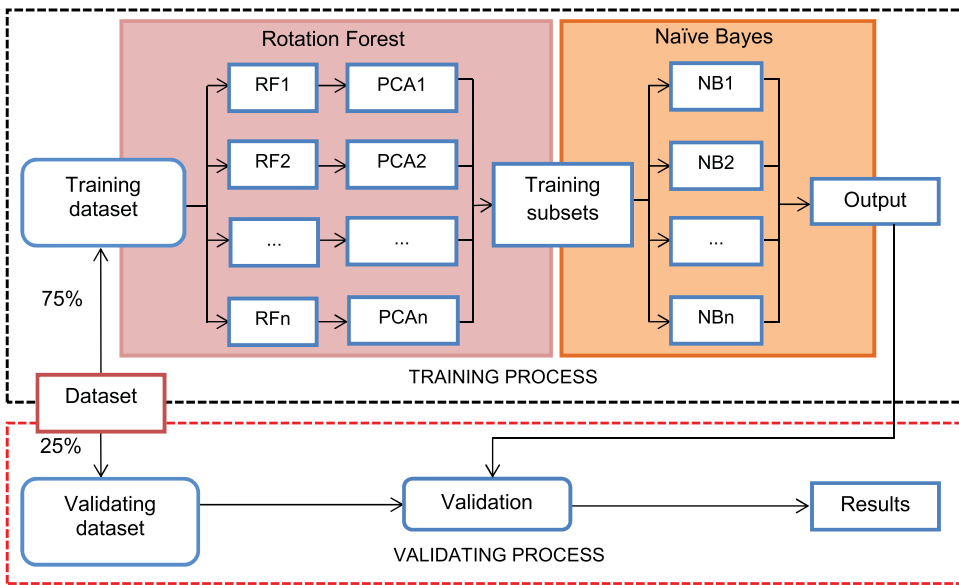 Rotation Forest
Naïve Bayes
RF1
PCA1
NB1
RF2
PCA2
NB2
Training
dataset
Training
subsets
Output
...
...
...
75%
RFn
PCAn
NBn
TRAINING PROCESS
Dataset
25%
Validating
dataset
Validation
Results
VALIDATING PROCESS